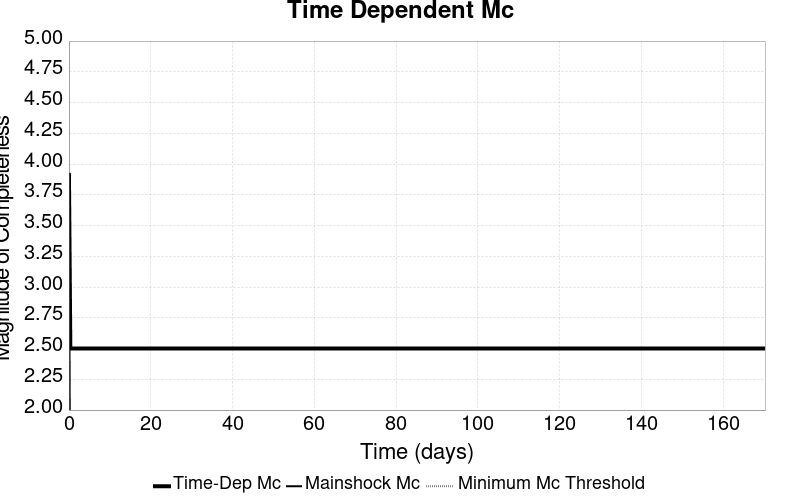 Time Dependent Mc
Magnitude of Completeness
5.00
4.75
4.50
4.25
4.00
3.75
3.50
3.25
3.00
2.75
2.50
2.25
2.00
0 20 40 60 80 100 120 140 160
Time (days)
Time-Dep Mc Mainshock Mc Minimum Mc Threshold